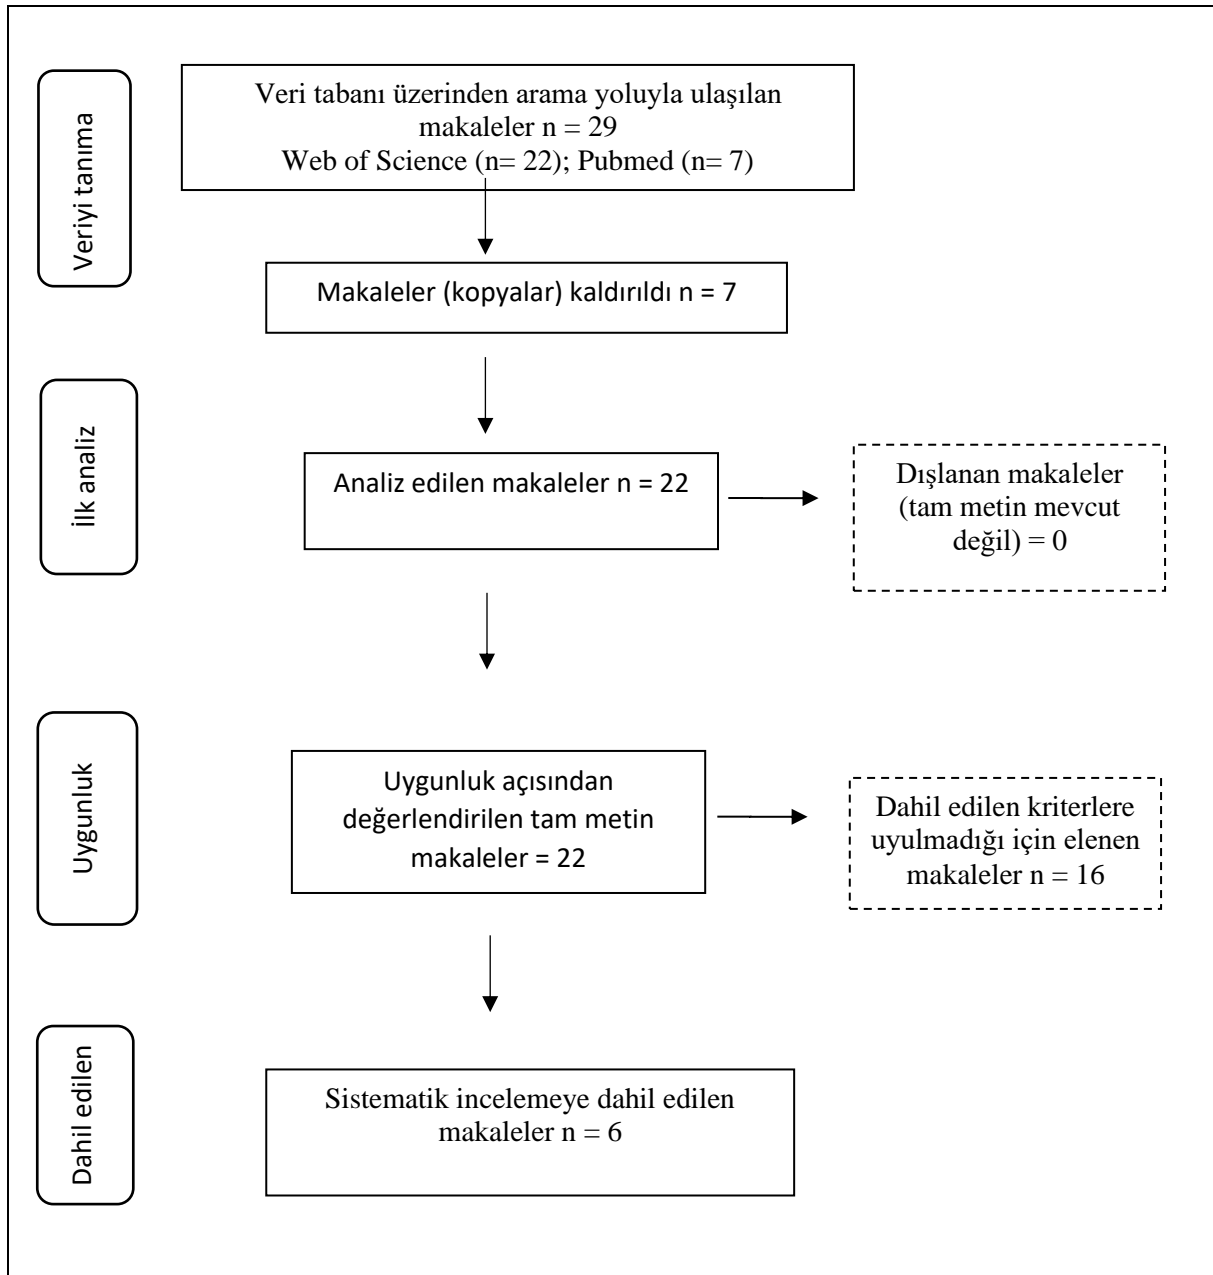 Veriyi tanıma
Veri tabanı üzerinden arama yoluyla ulaşılan
makaleler n = 29
Web of Science (n= 22); Pubmed (n= 7)
Makaleler (kopyalar) kaldırıldı n = 7
İlk analiz
Analiz edilen makaleler n = 22
Dışlanan makaleler
(tam metin mevcut
değil) = 0
Uygunluk
Uygunluk açısından
değerlendirilen tam metin
makaleler = 22
Dahil edilen kriterlere
uyulmadığı için elenen
makaleler n = 16
Dahil edilen
Sistematik incelemeye dahil edilen
makaleler n = 6